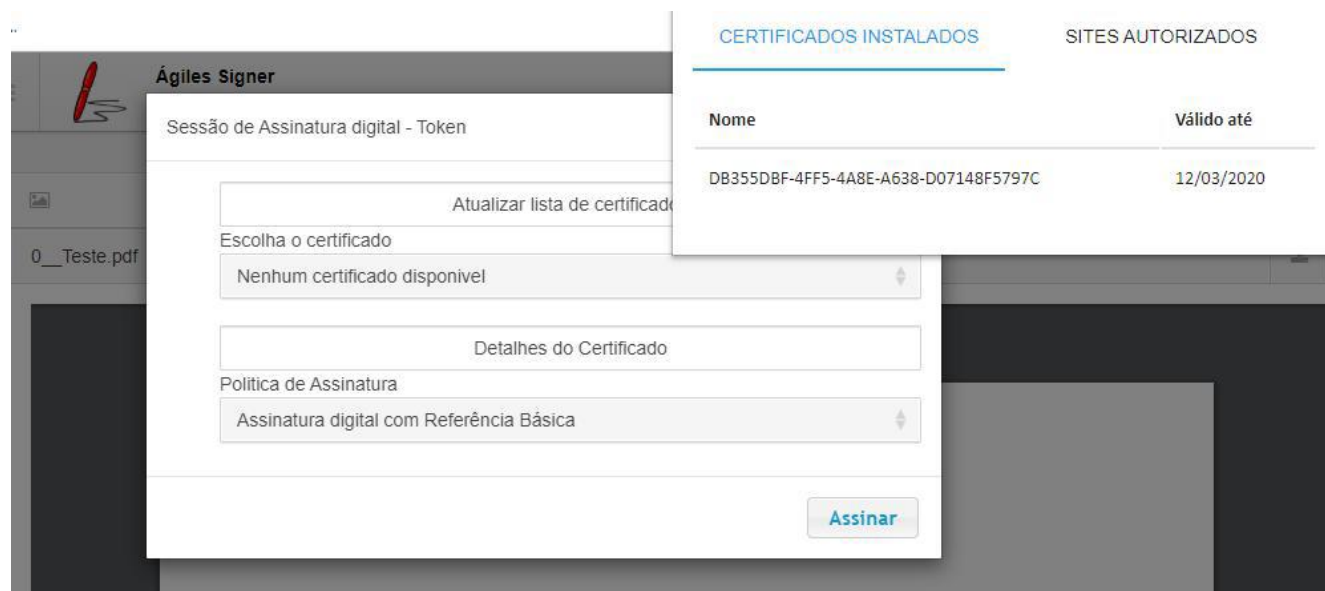 ..
CERTIFICADOS INSTALADOS
SITES AUTORIZADOS
Ágiles Signer
Sessão de Assinatura digital - Token
Nome
Válido até
DB355DBF-4FF5-4A8E-A638-D07148F5797C
12/03/2020
Atualizar lista de certificado
Escolha o certificado
0__Teste.pdf
Nenhum certificado disponivel
Detalhes do Certificado
Politica de Assinatura
Assinatura digital com Referência Básica
Assinar